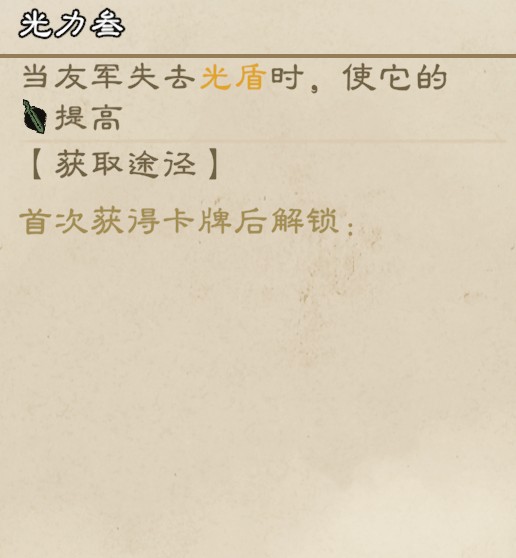 光力叁
当友军失去光盾时，使它的
提高
【获取途径】
首次获得卡牌后解锁：